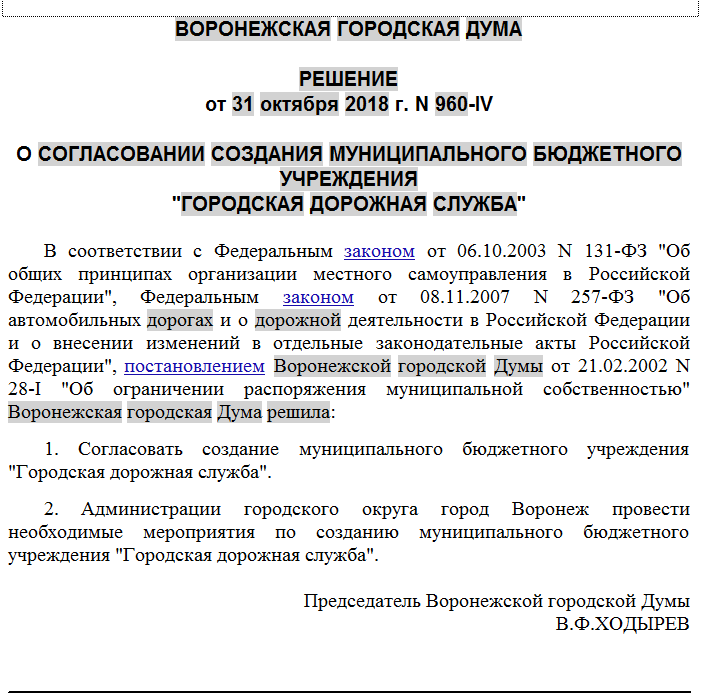 ВОРОНЕЖСКАЯ ГОРОДСКАЯ ДУМА
РЕШЕНИЕ
от 31 октября 2018 г. N 960-IV
О СОГЛАСОВАНИИ СОЗДАНИЯ МУНИЦИПАЛЬНОГО БЮДЖЕТНОГО
УЧРЕЖДЕНИЯ
"ГОРОДСКАЯ ДОРОЖНАЯ СЛУЖБА"
В соответствии с Федеральным законом от 06.10.2003 N 131-ФЗ "Об
общих принципах организации местного самоуправления в Российской
Федерации", Федеральным законом от 08.11.2007 N 257-ФЗ "Об
автомобильных дорогах и о дорожной деятельности в Российской Федерации
и о внесении изменений в отдельные законодательные акты Российской
Федерации", постановлением Воронежской городской Думы от 21.02.2002 N
28-I "Об ограничении распоряжения муниципальной собственностью"
Воронежская городская Дума решила:
1. Согласовать создание муниципального бюджетного учреждения
"Городская дорожная служба".
2. Администрации городского округа город Воронеж провести
необходимые мероприятия по созданию муниципального бюджетного
учреждения "Городская дорожная служба".
Председатель Воронежской городской Думы
В.Ф.ХОДЫРЕВ